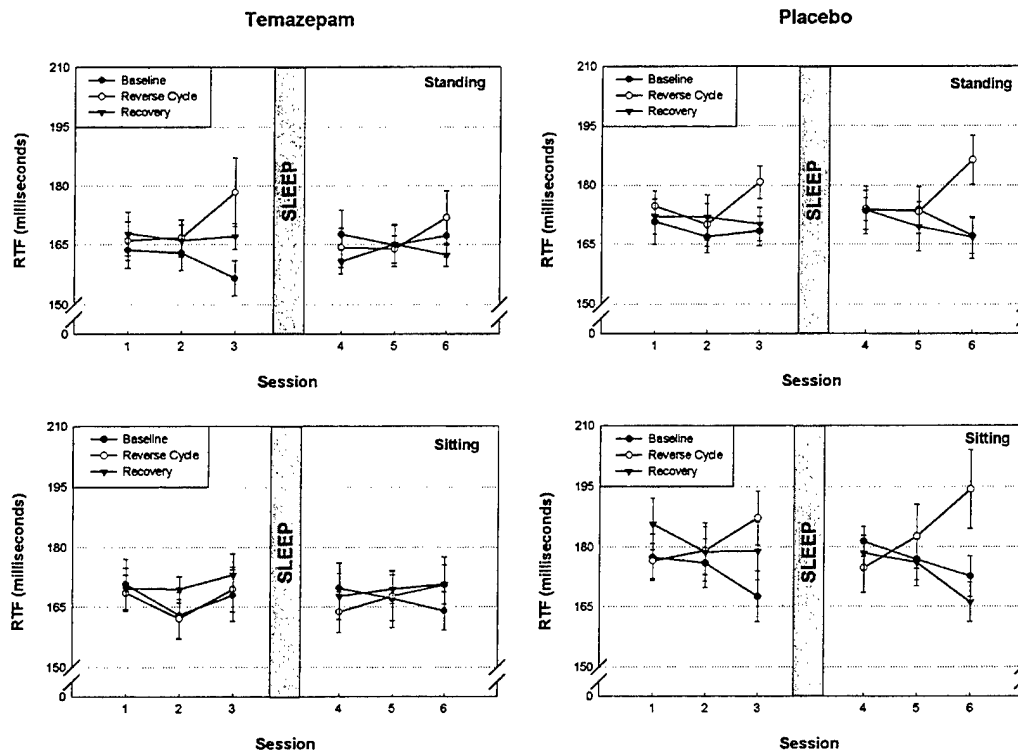 Temazepam
Placebo
210
195
180
165
150
0
RTF (milliseconds)
Baseline
Reverse Cycle
Recovery
Standing
SLEEP
1 2 3 4 5 6
Session
210
195
180
165
150
0
RTF (milliseconds)
Baseline
Reverse Cycle
Recovery
Standing
SLEEP
1 2 3 4 5 6
Session
210
195
180
165
150
0
RTF (milliseconds)
Baseline
Reverse Cycle
Recovery
Sitting
SLEEP
1 2 3 4 5 6
Session
210
195
180
165
150
0
RTF (milliseconds)
Baseline
Reverse Cycle
Recovery
Sitting
SLEEP
1 2 3 4 5 6
Session